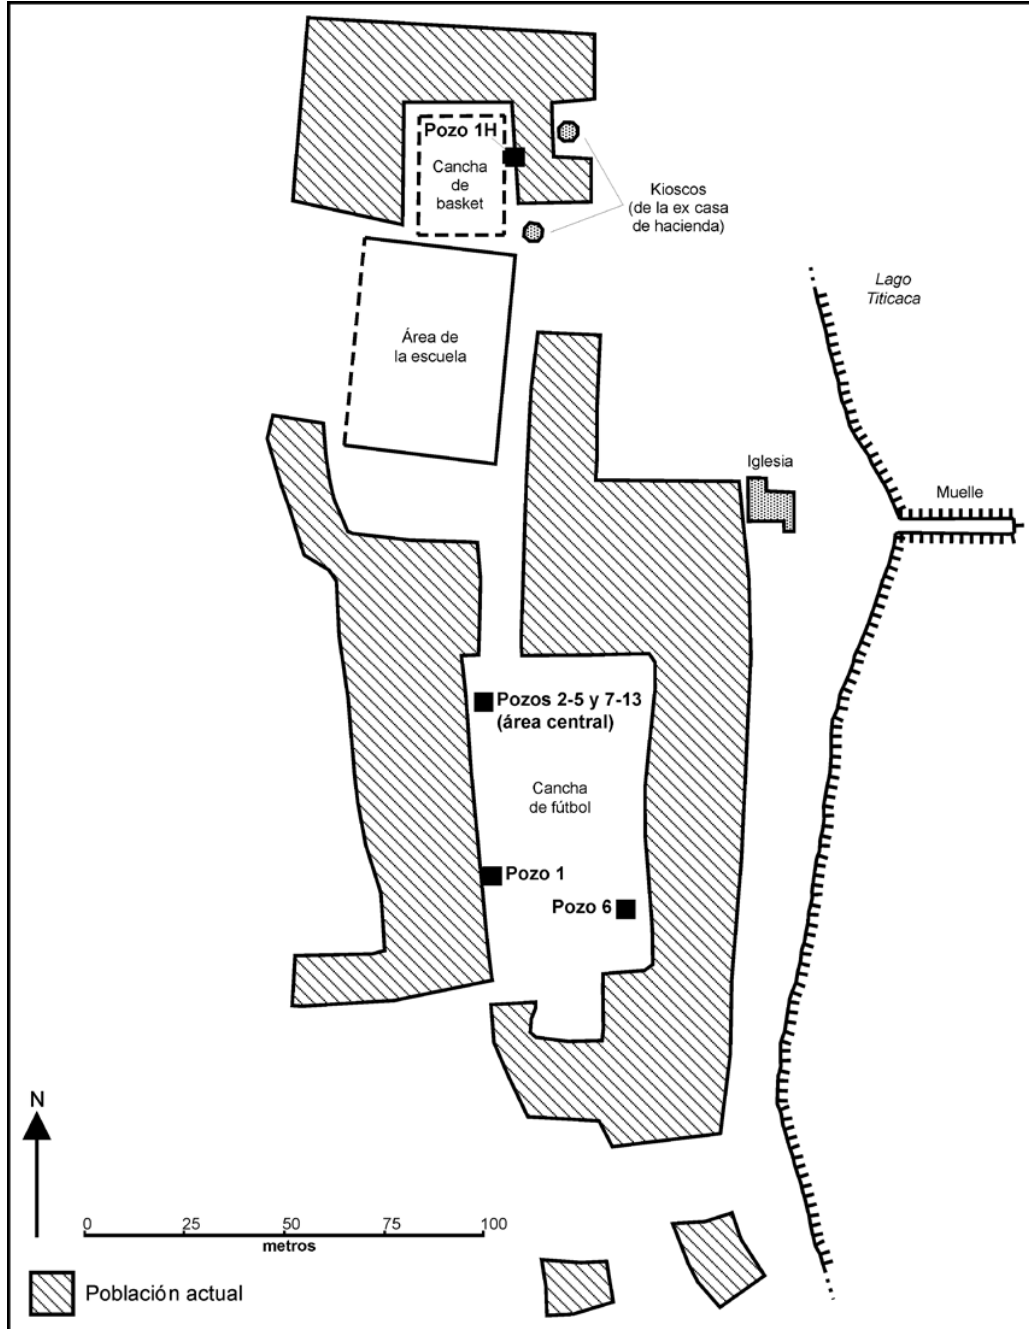 Pozo 1H
Cancha
de
basket
Kioscos
(de la ex casa
de hacienda)
Lago
Titicaca
Área de
la escuela
Iglesia
Muelle
Pozos 2-5 y 7-13
(área central)
Cancha
de fútbol
Pozo 1
Pozo 6
N
0 25 50 75 100
metros
Población actual